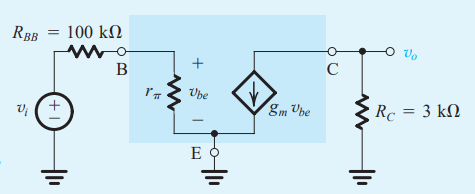 R_BB = 100 kΩ
B
+
r_π
v_be
−
g_m v_be
E
C
v_o
R_C = 3 kΩ
v_i
+
−